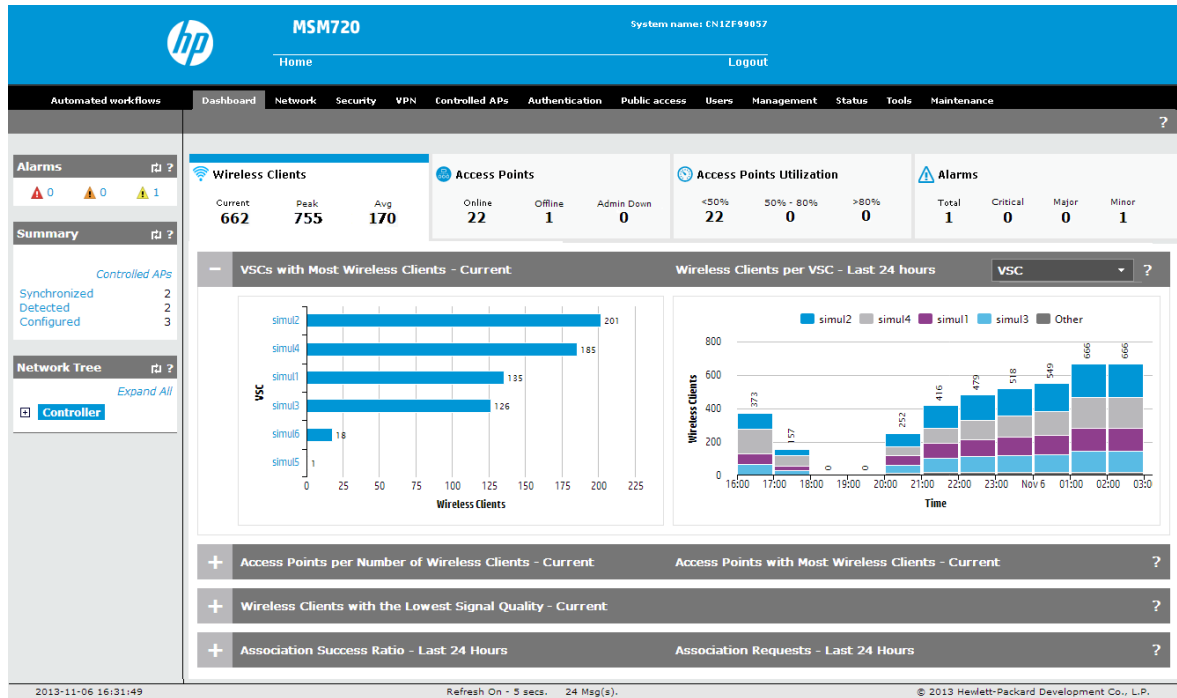 hp
MSM720
System name: CN1ZF99057
Home
Logout
Automated workflows
Dashboard Network Security VPN Controlled APs Authentication Public access Users Management Status Tools Maintenance
?
Alarms ?
0 0 1
Summary ?
Controlled APs
Synchronized 2
Detected 2
Configured 3
Network Tree ?
Expand All
Controller
Wireless Clients
Current Peak Avg
662 755 170
Access Points
Online Offline Admin Down
22 1 0
Access Points Utilization
<50% 50% - 80% >80%
22 0 0
Alarms
Total Critical Major Minor
1 0 0 1
VSCs with Most Wireless Clients - Current
Wireless Clients per VSC - Last 24 hours
VSC
?
VSC
simul2 201
simul4 185
simul1 135
simul3 126
simul6 18
simul5 1
0 25 50 75 100 125 150 175 200 225
Wireless Clients
simul2 simul4 simul1 simul3 Other
Wireless Clients
800
600
400
200
0
373 157 0 0 252 416 479 518 549 666 666
16:00 17:00 18:00 19:00 20:00 21:00 22:00 23:00 Nov 6 01:00 02:00 03:0
Time
Access Points per Number of Wireless Clients - Current
Access Points with Most Wireless Clients - Current
?
Wireless Clients with the Lowest Signal Quality - Current
?
Association Success Ratio - Last 24 Hours
Association Requests - Last 24 Hours
?
2013-11-06 16:31:49
Refresh On - 5 secs. 24 Msg(s).
© 2013 Hewlett-Packard Development Co., L.P.